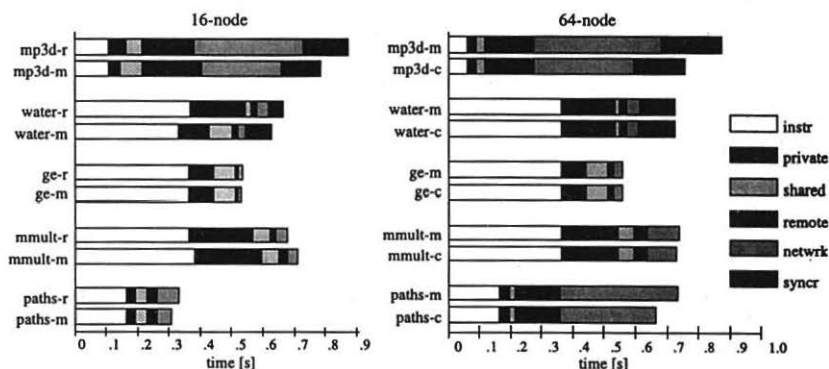 16-node
mp3d-r
mp3d-m
water-r
water-m
ge-r
ge-m
mmult-r
mmult-m
paths-r
paths-m
0 .1 .2 .3 .4 .5 .6 .7 .8 .9
time [s]
64-node
mp3d-m
mp3d-c
water-m
water-c
ge-m
ge-c
mmult-m
mmult-c
paths-m
paths-c
0 .1 .2 .3 .4 .5 .6 .7 .8 .9 1.0
time [s]
instr
private
shared
remote
netwrk
syncr